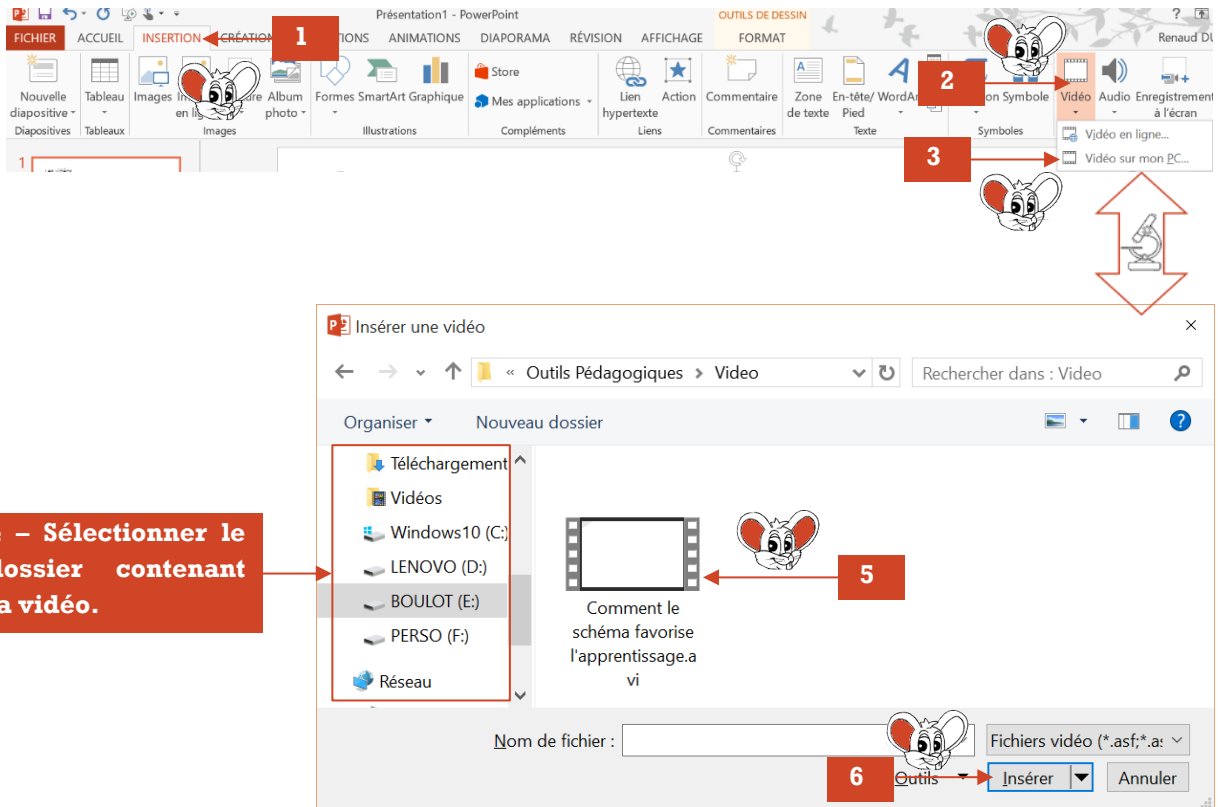 Présentation1 - PowerPoint
OUTILS DE DESSIN
?
FICHIER ACCUEIL INSERTION 1 ANIMATIONS DIAPORAMA RÉVISION AFFICHAGE FORMAT Renaud
2
Store
Mes applications
Nouvelle diapositive
Tableau
Images
en
Album photo
Formes SmartArt Graphique
Lien hypertexte
Action
Commentaire
Zone de texte
En-tête/ Pied
Symbole
Vidéo
Audio
Enregistrement à l'écran
Diapositives Tableaux Images Illustrations Compléments Liens Commentaires Texte Symboles
Vidéo en ligne...
3
Vidéo sur mon PC...
1
Insérer une vidéo
« Outils Pédagogiques > Video
Rechercher dans : Video
Organiser
Nouveau dossier
?
Téléchargement
Vidéos
Windows10 (C:)
LENOVO (D:)
BOULOT (E:)
PERSO (F:)
Réseau
– Sélectionner le
dossier contenant
la vidéo.
5
Comment le
schéma favorise
l'apprentissage.a
vi
Nom de fichier :
Fichiers vidéo (*.asf;*.as
6
Outils
Insérer
Annuler